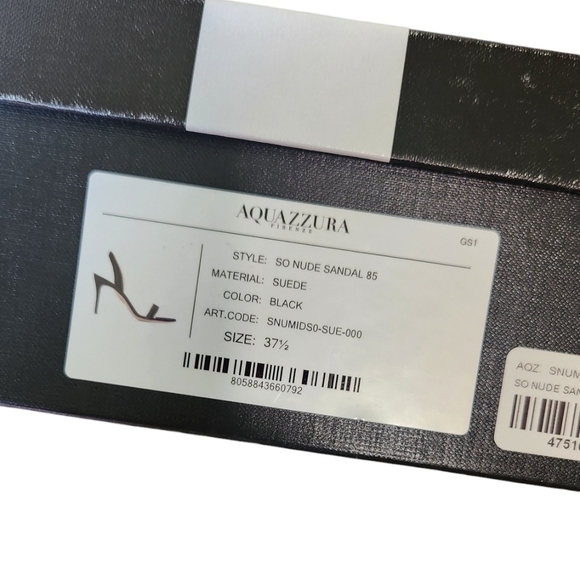 AQUAZZURA
FIRENZE
GS1
STYLE: SO NUDE SANDAL 85
MATERIAL: SUEDE
COLOR: BLACK
ART.CODE: SNUMIDS0-SUE-000
SIZE: 37½
8058843660792
AQZ. SNUM
SO NUDE SAN
4751